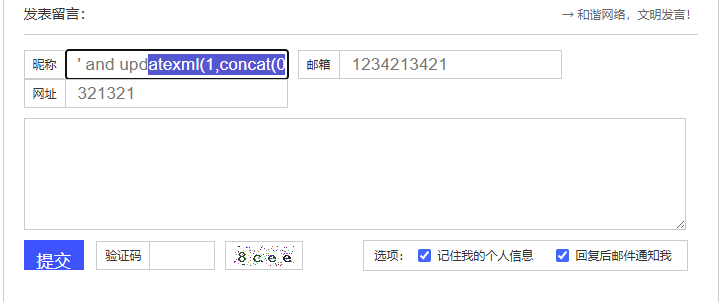 发表留言： → 和谐网络，文明发言！
昵称 ' and updatexml(1,concat(0 邮箱 1234213421
网址 321321
提交 验证码 8cee 选项： 记住我的个人信息 回复后邮件通知我